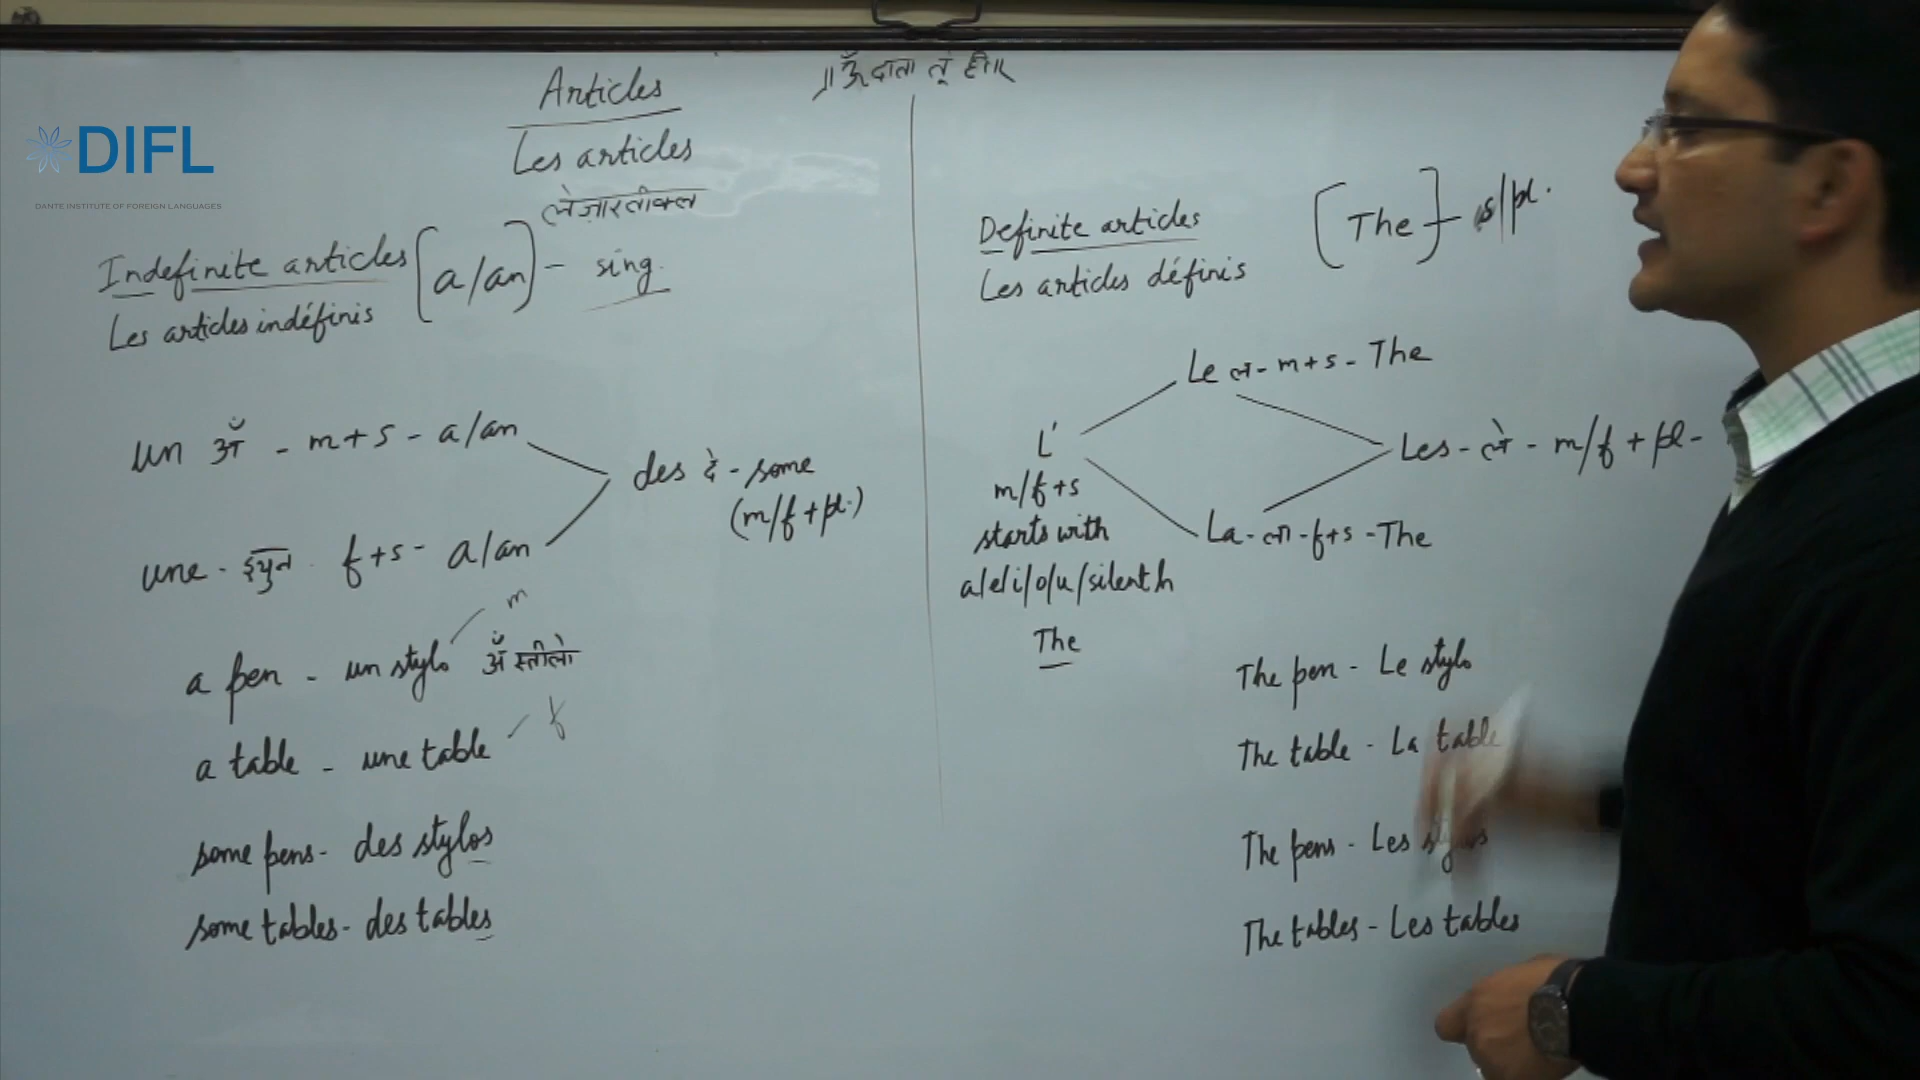 DIFL
DANTE INSTITUTE OF FOREIGN LANGUAGES
Articles
Les articles
लेज़ारतीक्ल
॥ॐ दाता तूं ही॥
Indefinite articles [a/an] - sing.
Les articles indéfinis
un अँ - m+s - a/an
des दे - some
(m/f+pl.)
une - इयुन - f+s - a/an
a pen - un stylo अँ स्तीलो
m
a table - une table
f
some pens - des stylos
some tables - des tables
Definite articles [The] - s/pl.
Les articles définis
Le ल - m+s - The
L'
m/f+s
starts with
a/e/i/o/u/silent h
The
Les - ले - m/f + pl -
La - ला - f+s - The
The pen - Le stylo
The table - La table
The pens - Les stylos
The tables - Les tables